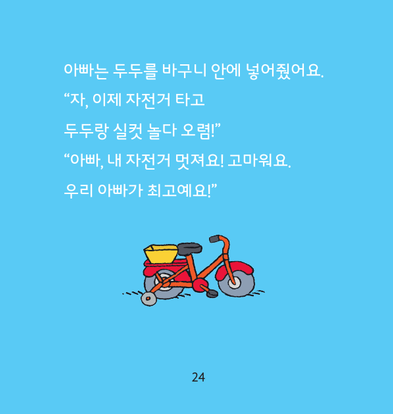 아빠는 두두를 바구니 안에 넣어줬어요.
“자, 이제 자전거 타고
두두랑 실컷 놀다 오렴!”
“아빠, 내 자전거 멋져요! 고마워요.
우리 아빠가 최고예요!”
24